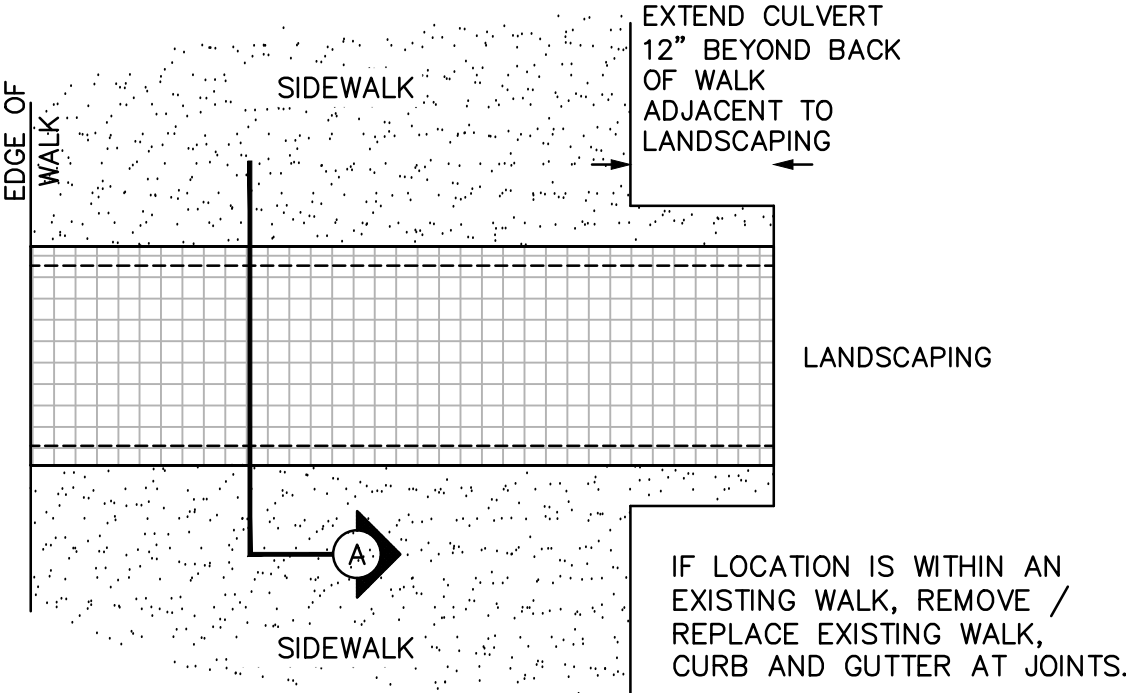 EXTEND CULVERT
12” BEYOND BACK
OF WALK
ADJACENT TO
LANDSCAPING
SIDEWALK
EDGE OF
WALK
LANDSCAPING
A
IF LOCATION IS WITHIN AN
EXISTING WALK, REMOVE /
REPLACE EXISTING WALK,
CURB AND GUTTER AT JOINTS.
SIDEWALK